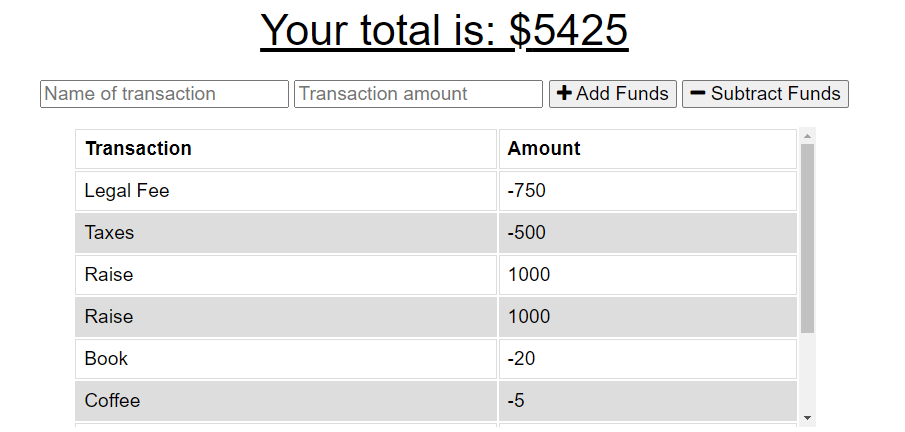 Your total is: $5425
Name of transaction Transaction amount Add Funds Subtract Funds
Transaction Amount
Legal Fee -750
Taxes -500
Raise 1000
Raise 1000
Book -20
Coffee -5